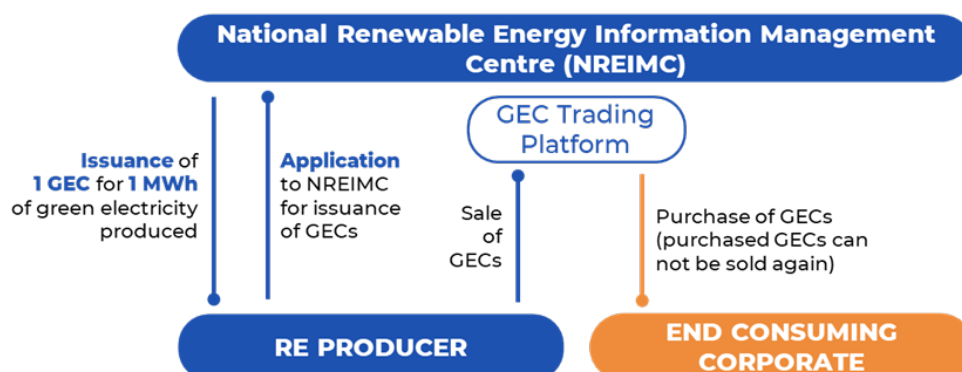 National Renewable Energy Information Management
Centre (NREIMC)
GEC Trading
Platform
Issuance of
1 GEC for 1 MWh
of green electricity
produced
Application
to NREIMC
for issuance
of GECs
Sale
of
GECs
Purchase of GECs
(purchased GECs can
not be sold again)
RE PRODUCER
END CONSUMING
CORPORATE